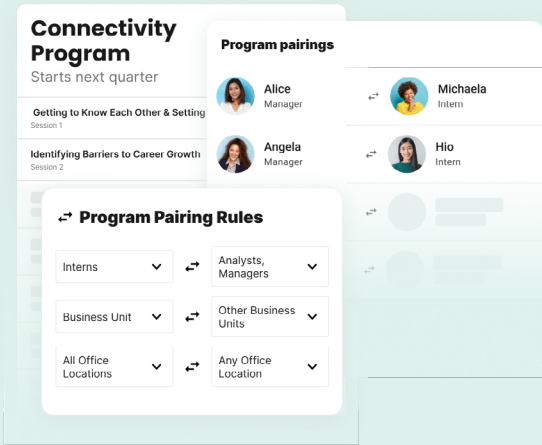 Connectivity
Program
Starts next quarter
Getting to Know Each Other & Setting
Session 1
Identifying Barriers to Career Growth
Session 2
Program pairings
Alice
Manager
Michaela
Intern
Angela
Manager
Hio
Intern
Program Pairing Rules
Interns
Analysts,
Managers
Business Unit
Other Business
Units
All Office
Locations
Any Office
Location